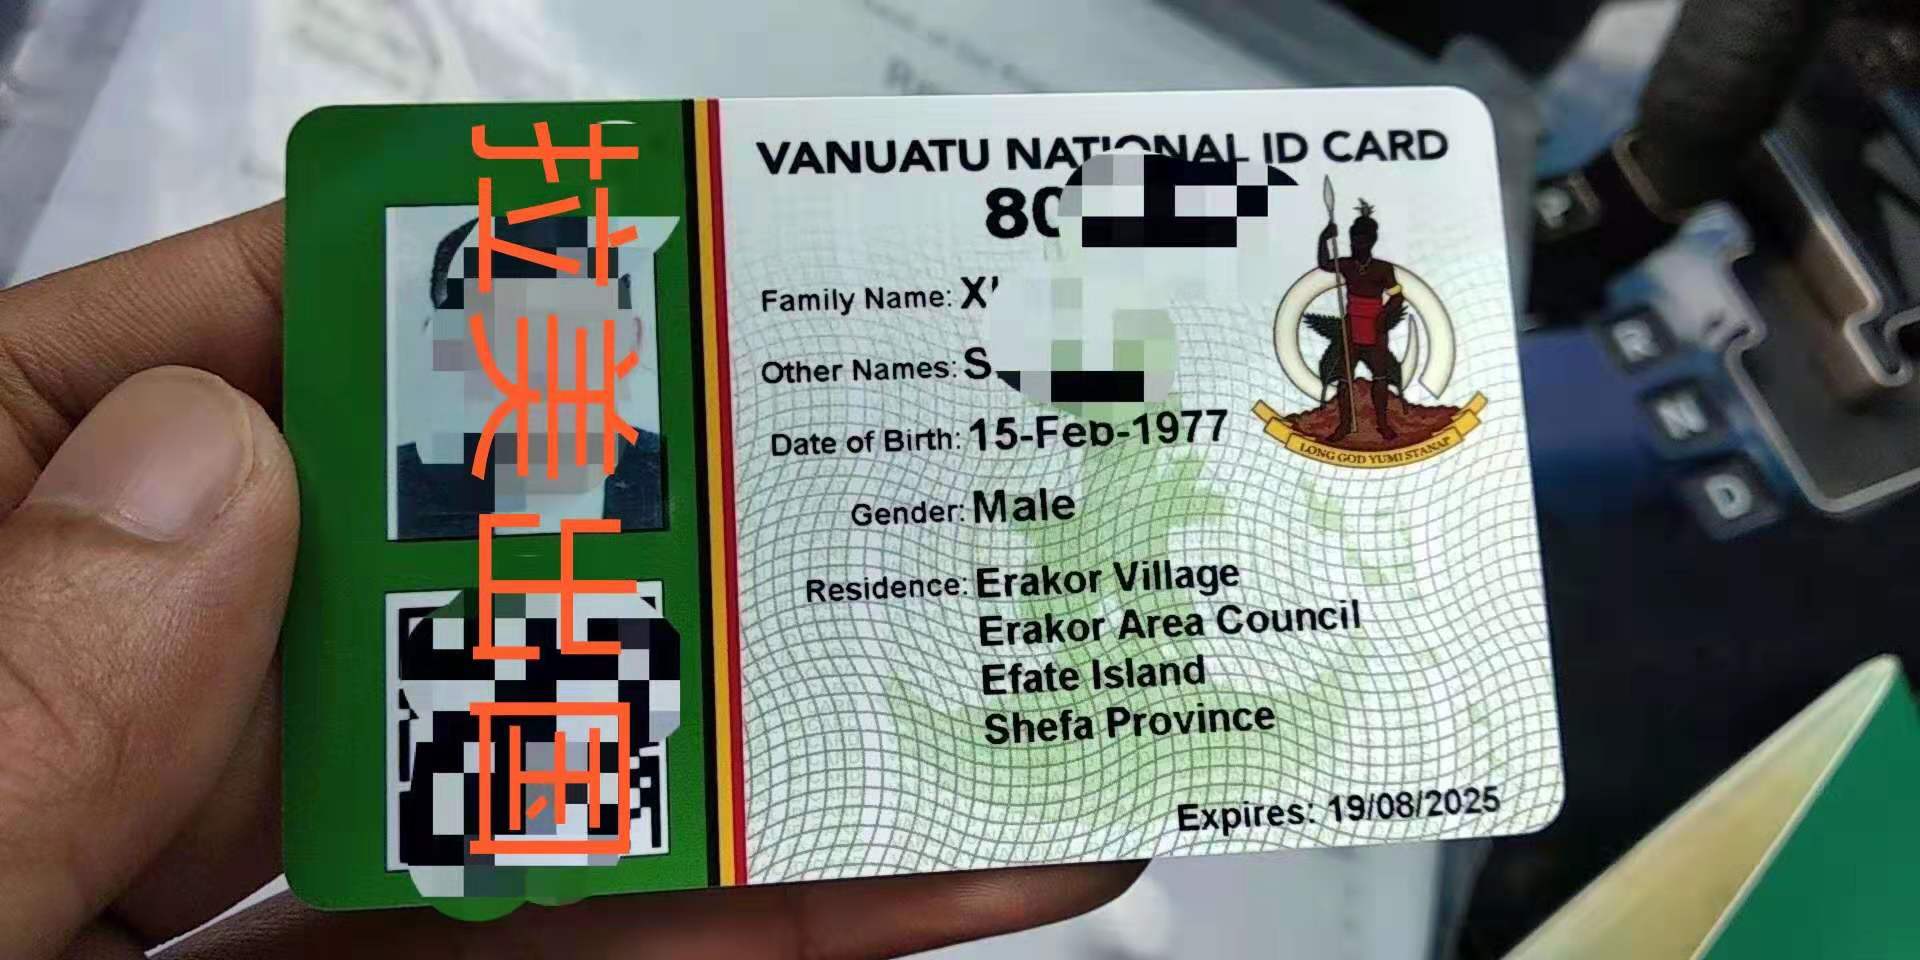 VANUATU NATIONAL ID CARD
80
Family Name: X
Other Names: S
Date of Birth: 15-Feb-1977
Gender: Male
Residence: Erakor Village
Erakor Area Council
Efate Island
Shefa Province
Expires: 19/08/2025
LONG GOD YUMI STANAP
拉美出国
R
N
D